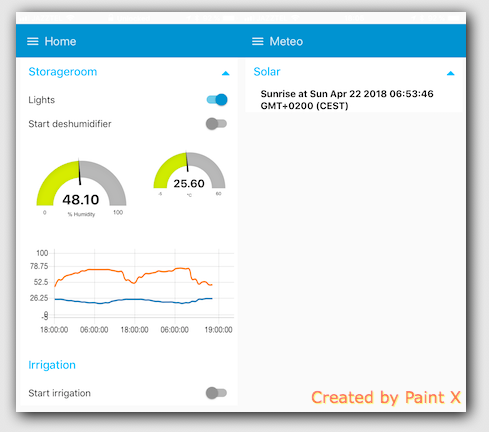 Home
Storageroom
Lights
Start deshumidifier
48.10
0
% Humidity
100
25.60
-5
°C
60
100
78.75
52.5
26.25
0
-5
18:00:00 06:00:00 18:00:00 06:00:00 19:00:00
Irrigation
Start irrigation
Meteo
Solar
Sunrise at Sun Apr 22 2018 06:53:46
GMT+0200 (CEST)
Created by Paint X